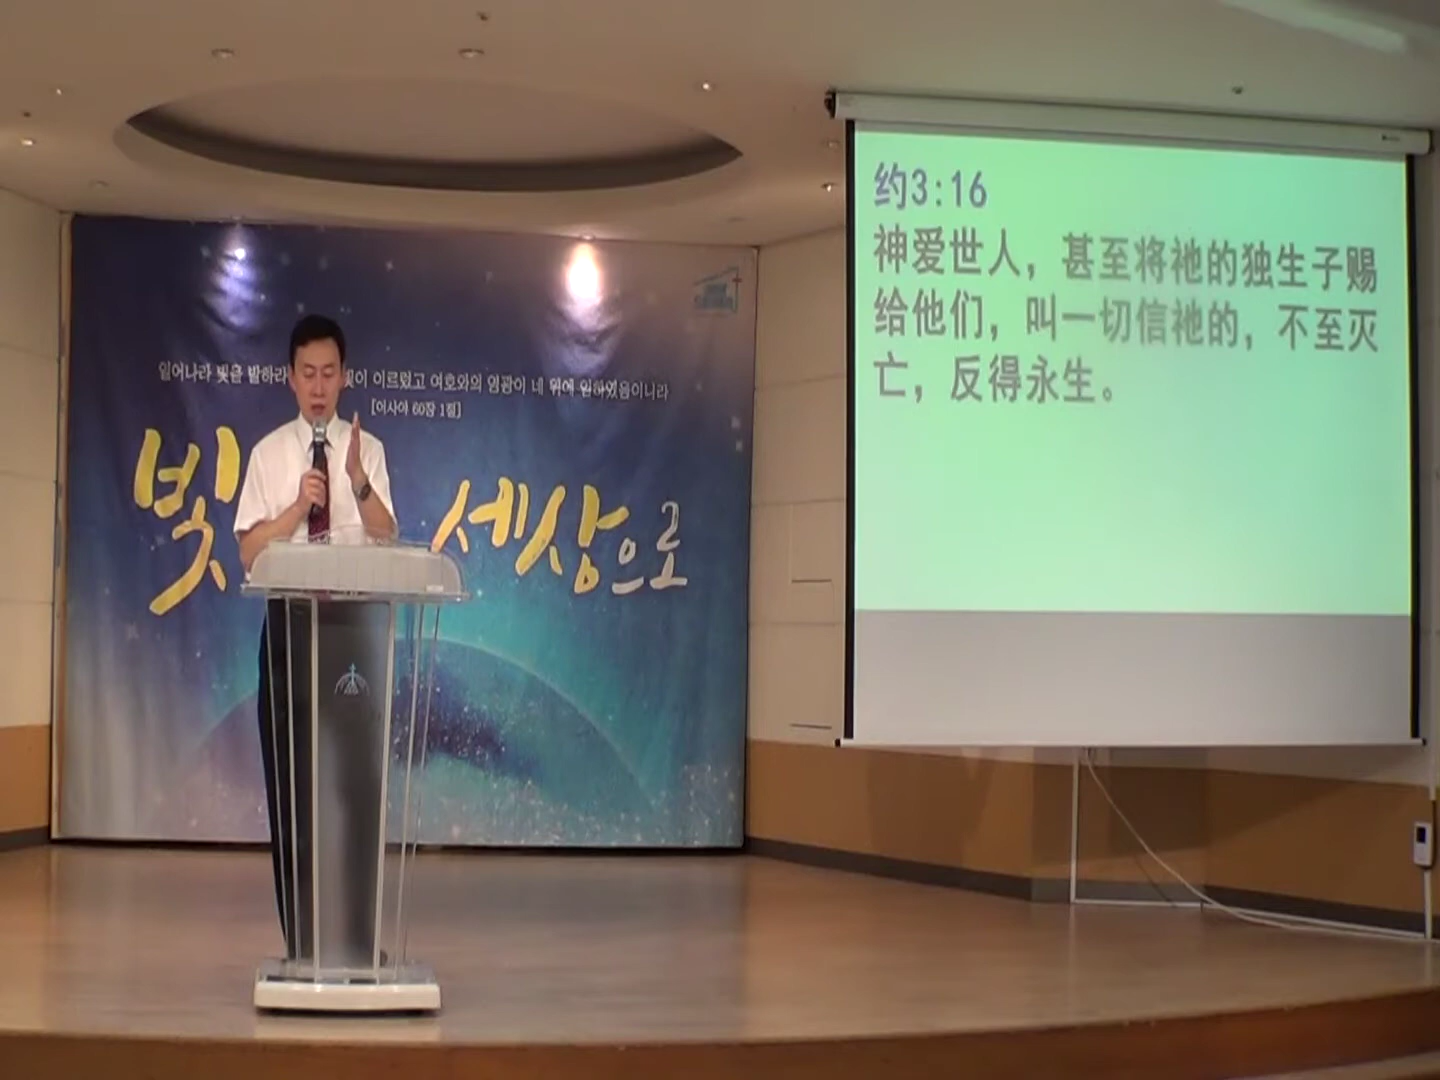 일어나라 빛을 발하라 빛이 이르렀고 여호와의 영광이 네 위에 임하였음이니라
[이사야 60장 1절]
빛 세상으로
约3:16
神爱世人，甚至将祂的独生子赐
给他们，叫一切信祂的，不至灭
亡，反得永生。